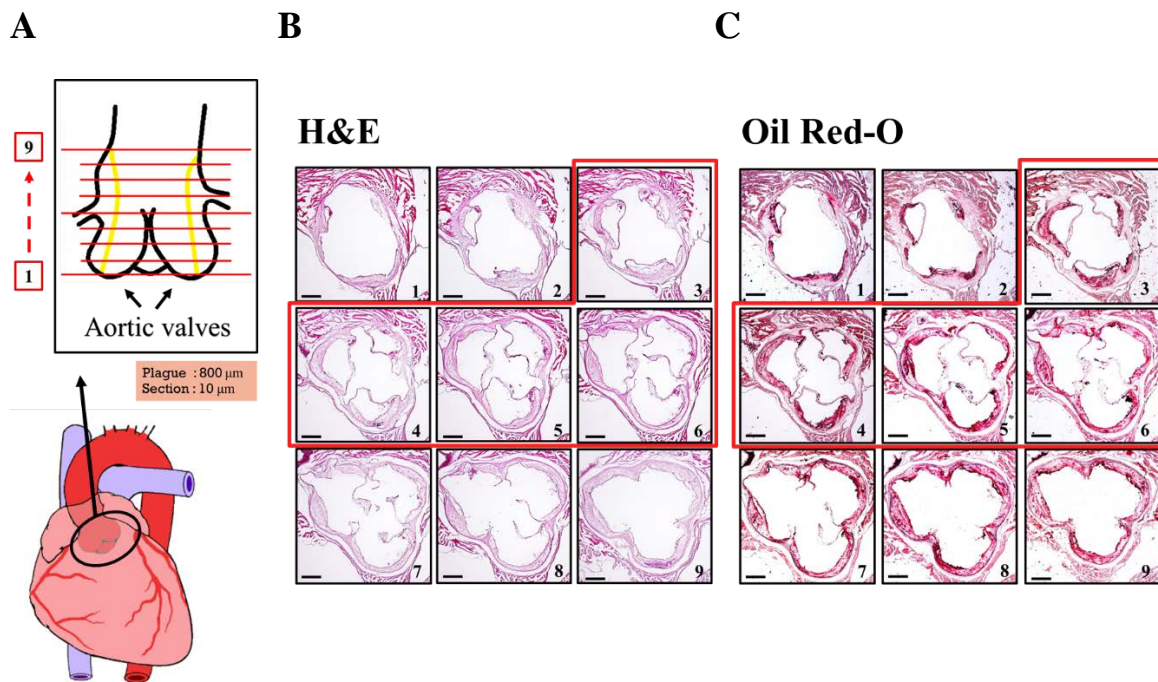 A
B
C
9
1
Aortic valves
Plague : 800 μm
Section : 10 μm
H&E
1
2
3
4
5
6
7
8
9
Oil Red-O
1
2
3
4
5
6
7
8
9